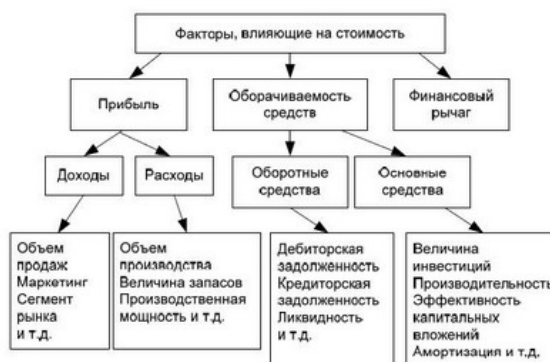 Факторы, влияющие на стоимость
Прибыль
Оборачиваемость
средств
Финансовый
рычаг
Доходы
Расходы
Оборотные
средства
Основные
средства
Объем
продаж
Маркетинг
Сегмент
рынка
и т.д.
Объем
производства
Величина запасов
Производственная
мощность и т.д.
Дебиторская
задолженность
Кредиторская
задолженность
Ликвидность
и т.д.
Величина
инвестиций
Производительность
Эффективность
капитальных
вложений
Амортизация и т.д.